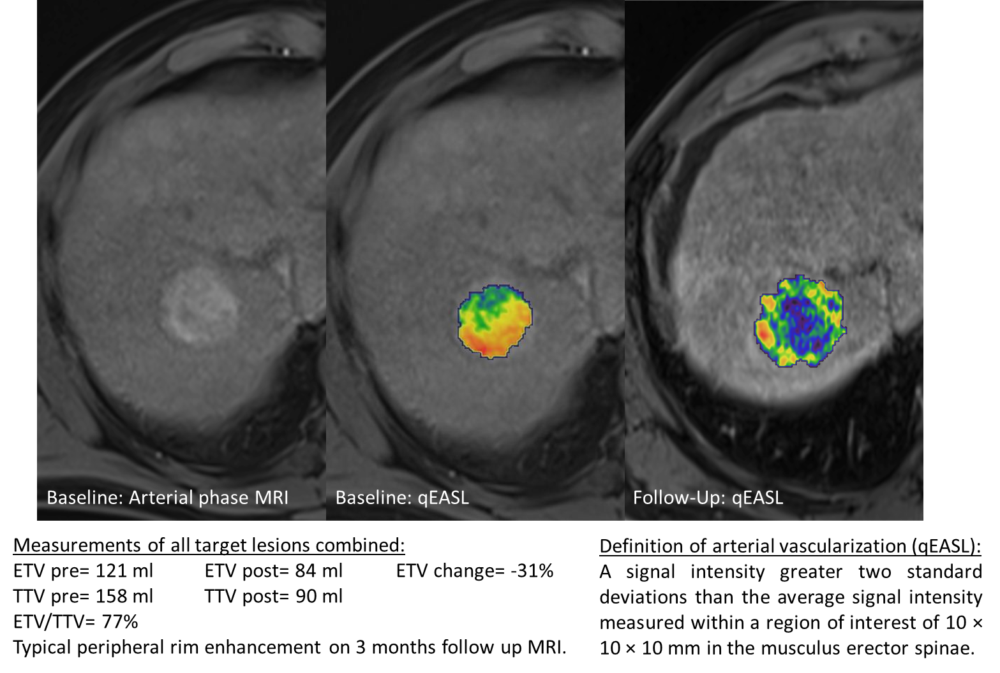 Baseline: Arterial phase MRI
Baseline: qEASL
Follow-Up: qEASL
Measurements of all target lesions combined:
ETV pre= 121 ml ETV post= 84 ml ETV change= -31%
TTV pre= 158 ml TTV post= 90 ml
ETV/TTV= 77%
Typical peripheral rim enhancement on 3 months follow up MRI.
Definition of arterial vascularization (qEASL):
A signal intensity greater two standard
deviations than the average signal intensity
measured within a region of interest of 10 ×
10 × 10 mm in the musculus erector spinae.